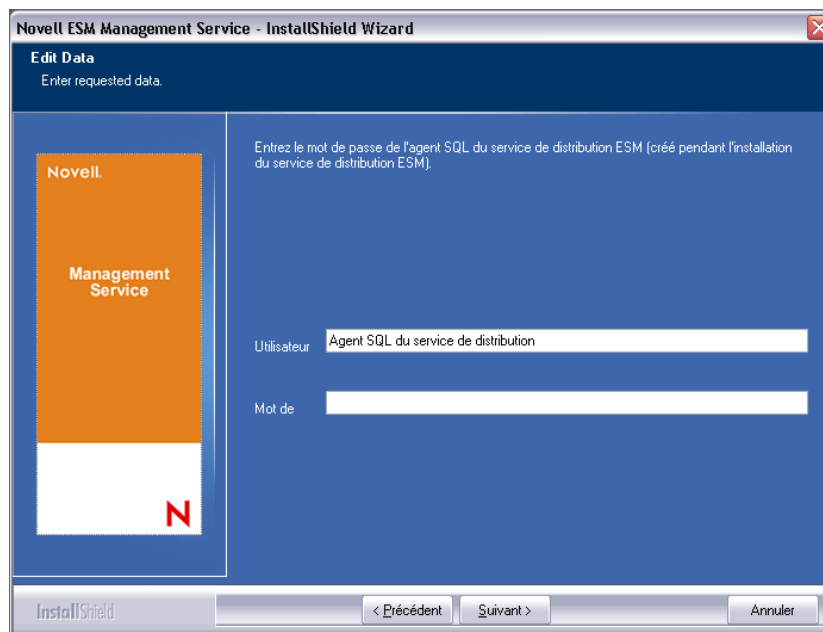 Novell ESM Management Service - InstallShield Wizard
Edit Data
Enter requested data.
Novell.
Management
Service
N
Entrez le mot de passe de l'agent SQL du service de distribution ESM (créé pendant l'installation
du service de distribution ESM).
Utilisateur
Agent SQL du service de distribution
Mot de
InstallShield
< Précédent
Suivant >
Annuler